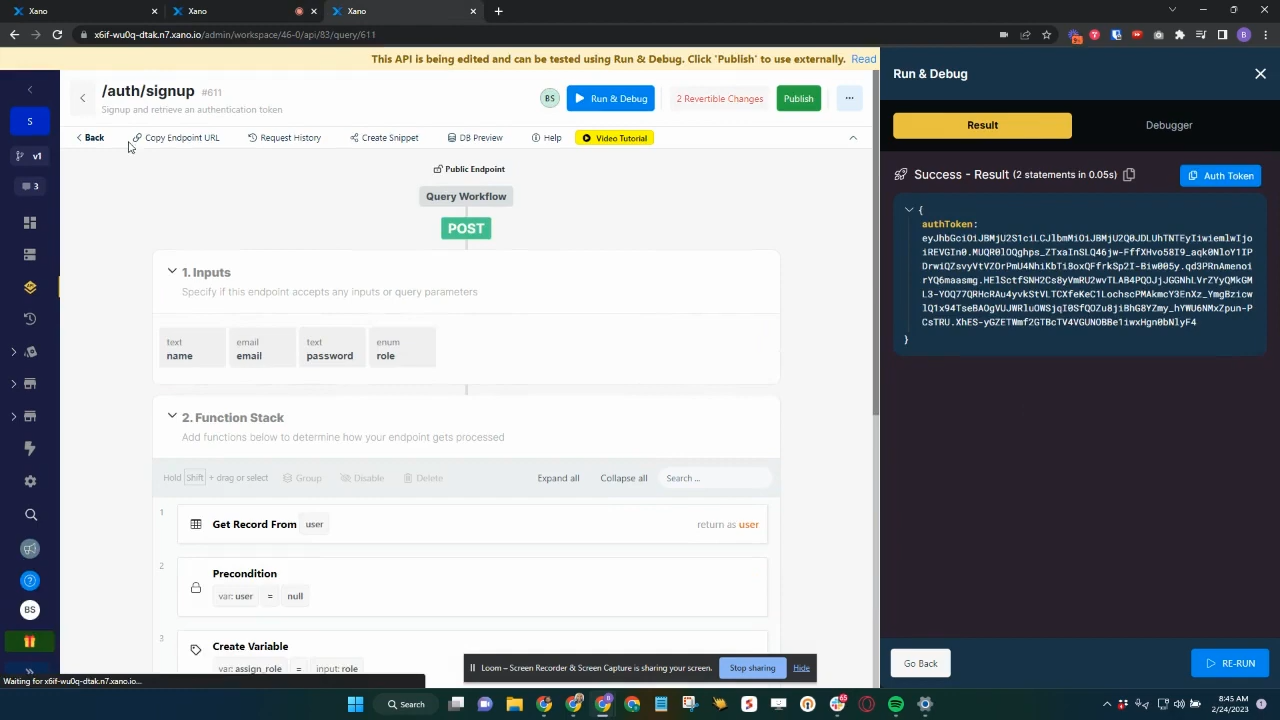 Xano
Xano
Xano
x6if-wu0q-dtak.n7.xano.io/admin/workspace/46-0/api/83/query/611
This API is being edited and can be tested using Run & Debug. Click 'Publish' to use externally. Read
/auth/signup #611
Signup and retrieve an authentication token
BS
Run & Debug
2 Revertible Changes
Publish
Back
Copy Endpoint URL
Request History
Create Snippet
DB Preview
Help
Video Tutorial
S
v1
3
BS
Public Endpoint
Query Workflow
POST
1. Inputs
Specify if this endpoint accepts any inputs or query parameters
text name
email email
text password
enum role
2. Function Stack
Add functions below to determine how your endpoint gets processed
Hold Shift + drag or select
Group
Disable
Delete
Expand all
Collapse all
Search ...
1 Get Record From user return as user
2 Precondition
var: user = null
3 Create Variable
var: assign_role = input: role
Run & Debug
Result
Debugger
Success - Result (2 statements in 0.05s)
Auth Token
{
authToken:
Go Back
RE-RUN
Loom – Screen Recorder & Screen Capture is sharing your screen.
Stop sharing
Hide
Waiting for x6if-wu0q-dtak.n7.xano.io...
Search
65
8:45 AM
2/24/2023